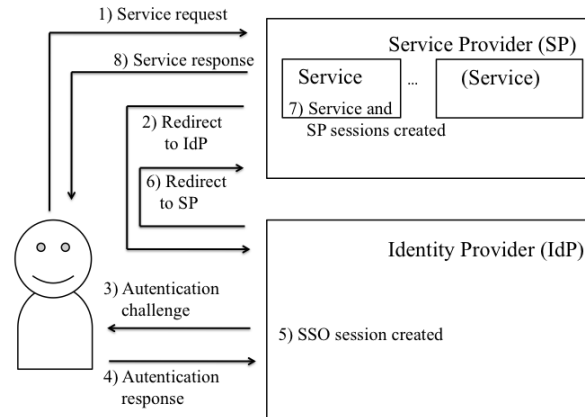 1) Service request
Service Provider (SP)
8) Service response
Service
...
(Service)
7) Service and
SP sessions created
2) Redirect
to IdP
6) Redirect
to SP
Identity Provider (IdP)
3) Autentication
challenge
5) SSO session created
4) Autentication
response